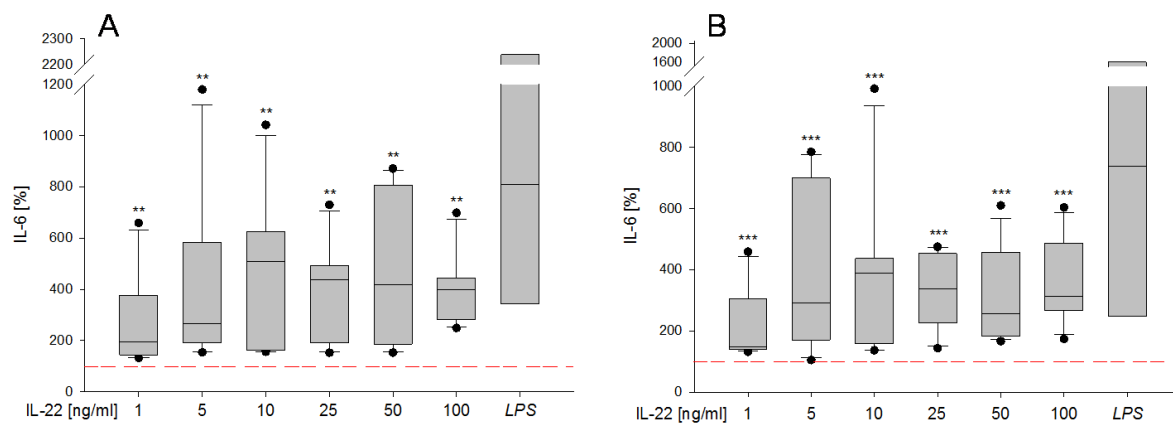 A
2300
2200
1200
1000
800
600
400
200
0
IL-6 [%]
** ** ** ** ** **
IL-22 [ng/ml] 1 5 10 25 50 100 LPS
B
2000
1600
1000
800
600
400
200
0
IL-6 [%]
*** *** *** *** *** ***
IL-22 [ng/ml] 1 5 10 25 50 100 LPS